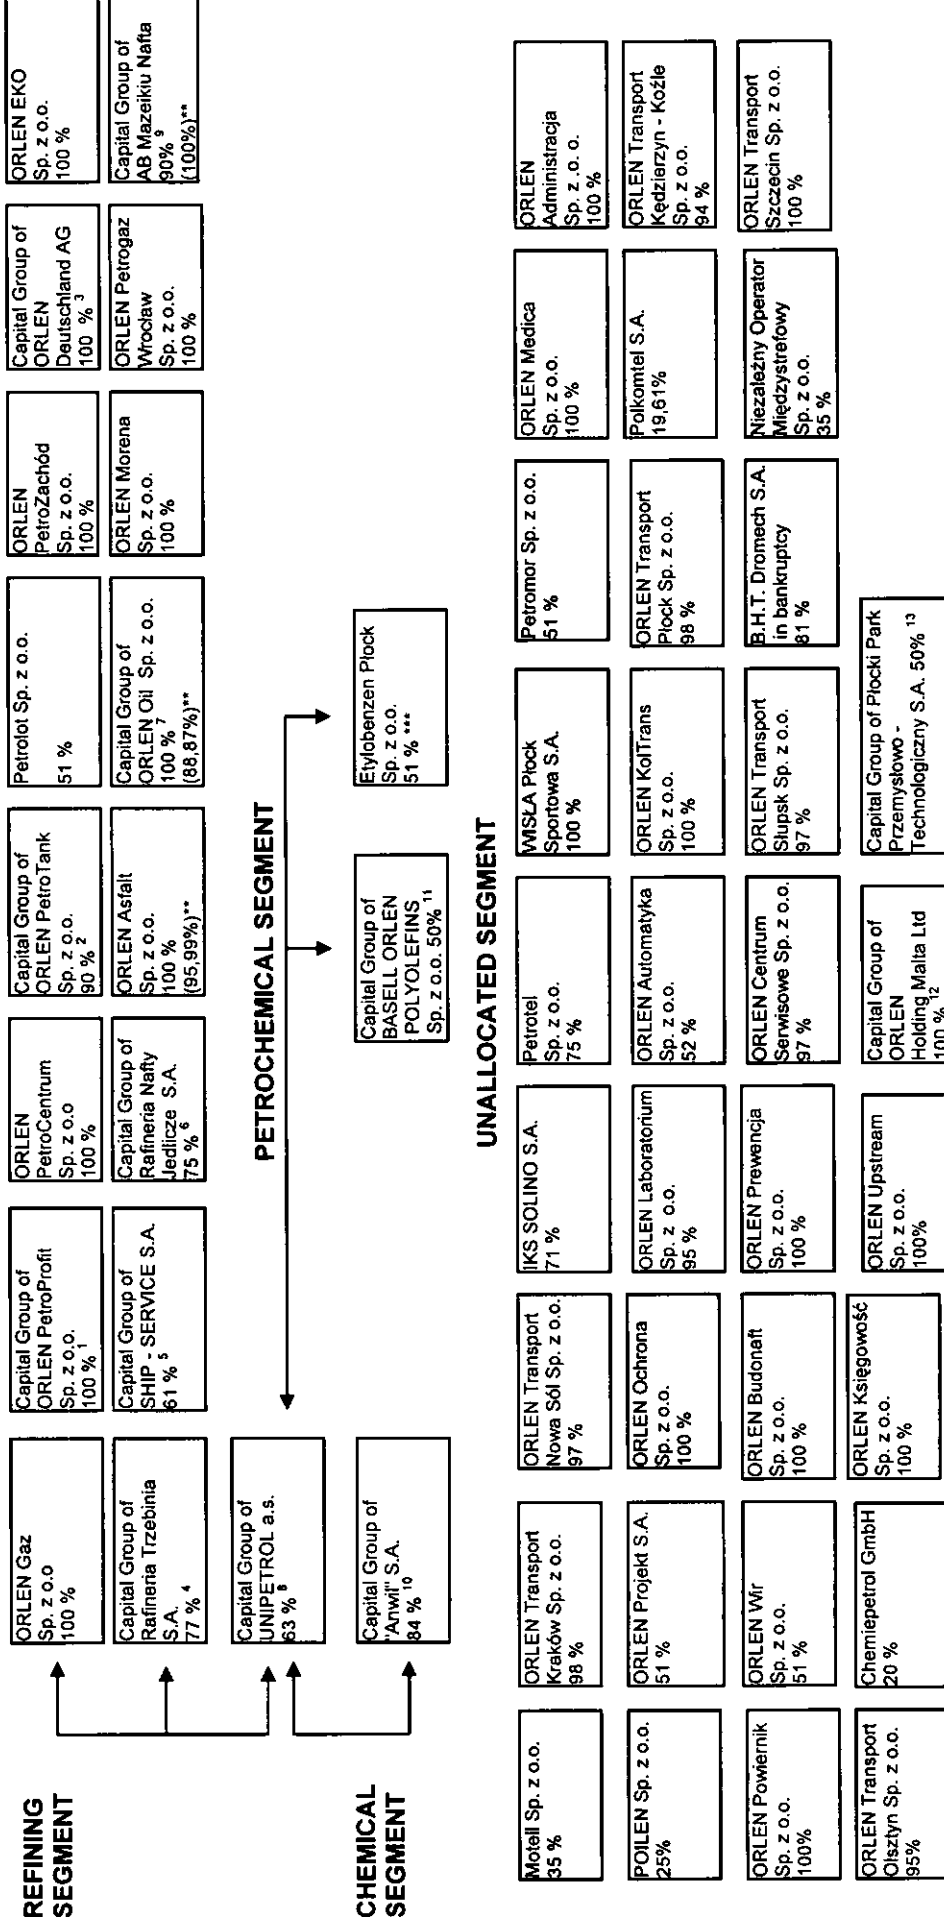 REFINING
SEGMENT
ORLEN Gaz
Sp. z o.o
100 %
Capital Group of
ORLEN PetroProfit
Sp. z o.o.
100 % 1
ORLEN
PetroCentrum
Sp. z o.o
100 %
Capital Group of
ORLEN PetroTank
Sp. z o.o.
90 % 2
Petrolot Sp. z o.o.
51 %
ORLEN
PetroZachód
Sp. z o.o.
100 %
Capital Group of
ORLEN
Deutschland AG
100 % 3
ORLEN EKO
Sp. z o.o.
100 %
Capital Group of
Rafineria Trzebinia
S.A.
77 % 4
Capital Group of
SHIP - SERVICE S.A.
61 % 5
Capital Group of
Rafineria Nafty
Jedlicze S.A.
75 % 6
ORLEN Asfalt
Sp. z o.o.
100 %
(95,99%)**
Capital Group of
ORLEN Oil Sp. z o.o.
100 % 7
(88,87%)**
ORLEN Morena
Sp. z o.o.
100 %
ORLEN Petrogaz
Wrocław
Sp. z o.o.
100 %
Capital Group of
AB Mazeikiu Nafta
90% 9
(100%)**
Capital Group of
UNIPETROL a.s.
63 % 8
PETROCHEMICAL SEGMENT
CHEMICAL
SEGMENT
Capital Group of
"Anwil" S.A.
84 % 10
Capital Group of
BASELL ORLEN
POLYOLEFINS
Sp. z o.o. 50% 11
Etylobenzen Płock
Sp. z o.o.
51 % ***
UNALLOCATED SEGMENT
Motell Sp. z o.o.
35 %
ORLEN Transport
Kraków Sp. z o.o.
98 %
ORLEN Transport
Nowa Sól Sp. z o.o.
97 %
IKS SOLINO S.A.
71 %
Petrotel
Sp. z o.o.
75 %
WISŁA Płock
Sportowa S.A.
100 %
Petromor Sp. z o.o.
51 %
ORLEN Medica
Sp. z o.o.
100 %
ORLEN
Administracja
Sp. z .o. o.
100 %
POILEN Sp. z o.o.
25%
ORLEN Projekt S.A.
51 %
ORLEN Ochrona
Sp. z o.o.
100 %
ORLEN Laboratorium
Sp. z o.o.
95 %
ORLEN Automatyka
Sp. z o.o.
52 %
ORLEN KolTrans
Sp. z o.o.
100 %
ORLEN Transport
Płock Sp. z o.o.
98 %
Polkomtel S.A.
19,61%
ORLEN Transport
Kędzierzyn - Koźle
Sp. z o.o.
94 %
ORLEN Powiernik
Sp. z o.o.
100%
ORLEN Wir
Sp. z o.o.
51 %
ORLEN Budonaft
Sp. z o.o.
100 %
ORLEN Prewencja
Sp. z o.o.
100 %
ORLEN Centrum
Serwisowe Sp. z o.o.
97 %
ORLEN Transport
Słupsk Sp. z o.o.
97 %
B.H.T. Dromech S.A.
in bankruptcy
81 %
Niezależny Operator
Międzystrefowy
Sp. z o.o.
35 %
ORLEN Transport
Szczecin Sp. z o.o.
100 %
ORLEN Transport
Olsztyn Sp. z o.o.
95%
Chemiepetrol GmbH
20 %
ORLEN Księgowość
Sp. z o.o.
100 %
ORLEN Upstream
Sp. z o.o.
100%
Capital Group of
ORLEN
Holding Malta Ltd
100 % 12
Capital Group of Płocki Park
Przemysłowo -
Technologiczny S.A. 50% 13